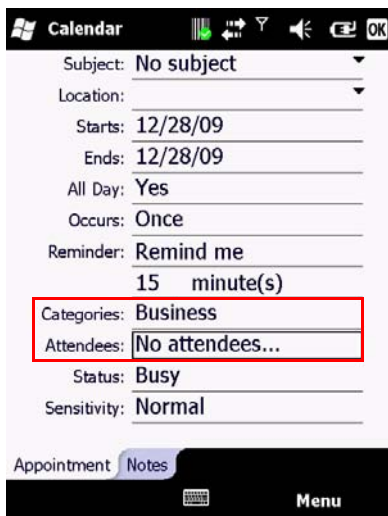 Calendar OK
Subject: No subject
Location:
Starts: 12/28/09
Ends: 12/28/09
All Day: Yes
Occurs: Once
Reminder: Remind me
15 minute(s)
Categories: Business
Attendees: No attendees...
Status: Busy
Sensitivity: Normal
Appointment Notes
Menu